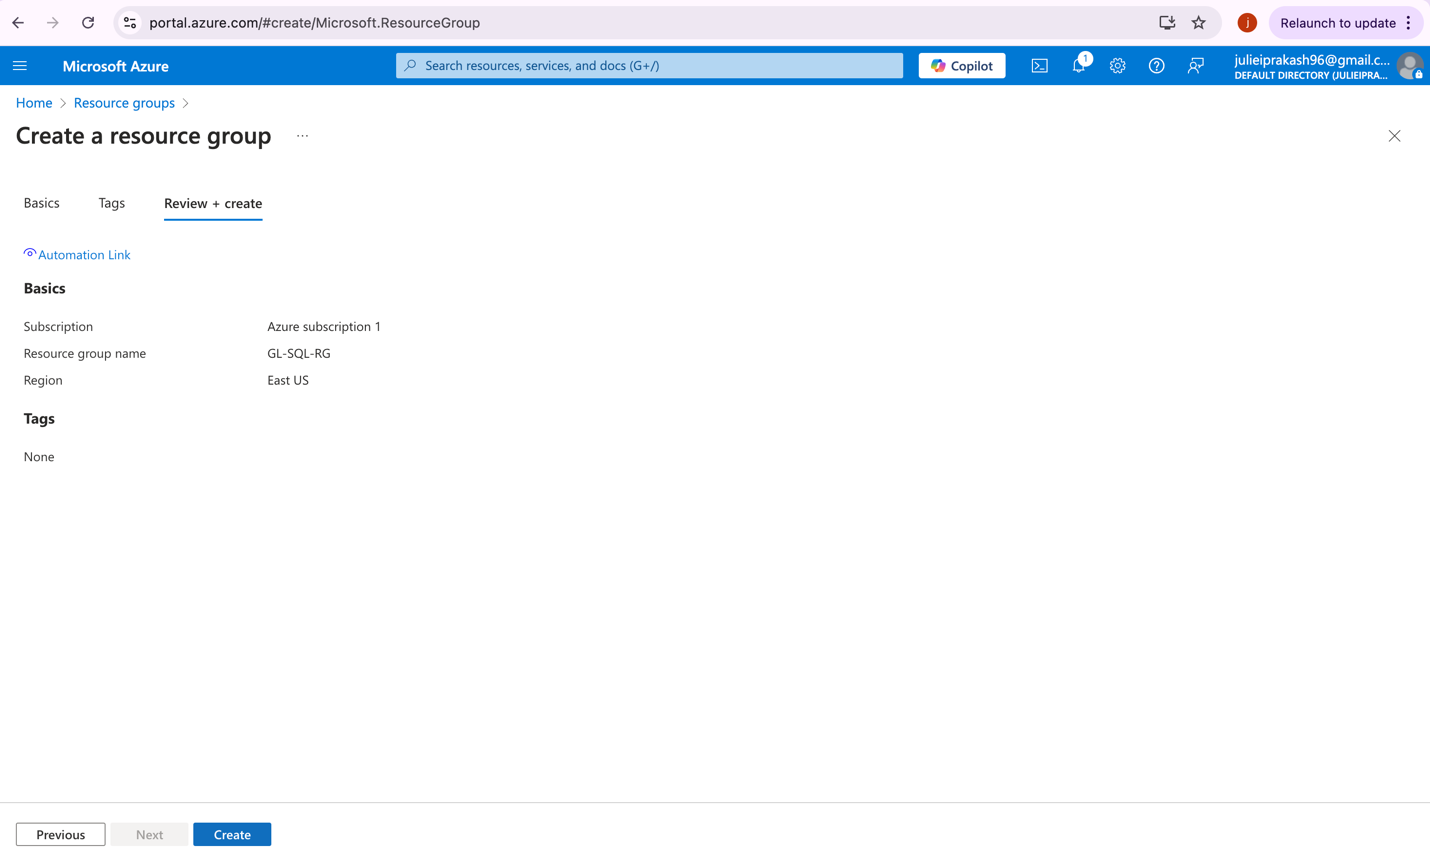 portal.azure.com/#create/Microsoft.ResourceGroup
j
Relaunch to update
Microsoft Azure
Search resources, services, and docs (G+/)
Copilot
1
julieiprakash96@gmail.c...
DEFAULT DIRECTORY (JULIEIPRA...
Home > Resource groups >
Create a resource group ...
Basics Tags Review + create
Automation Link
Basics
Subscription Azure subscription 1
Resource group name GL-SQL-RG
Region East US
Tags
None
Previous Next Create